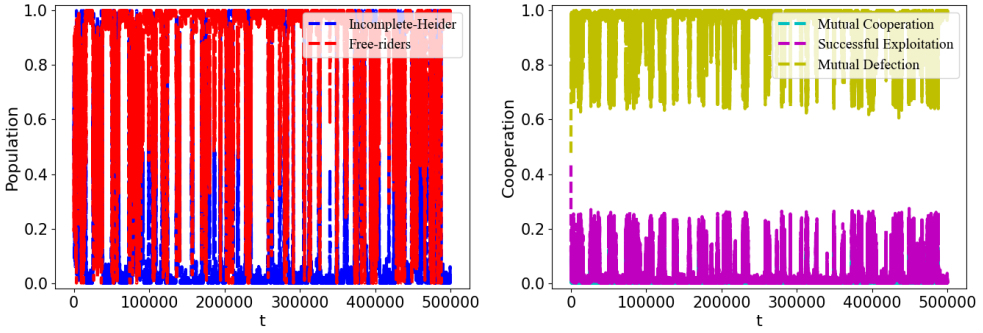 Incomplete-Heider
Free-riders
Population
1.0
0.8
0.6
0.4
0.2
0.0
0 100000 200000 300000 400000 500000
t
Mutual Cooperation
Successful Exploitation
Mutual Defection
Cooperation
1.0
0.8
0.6
0.4
0.2
0.0
0 100000 200000 300000 400000 500000
t